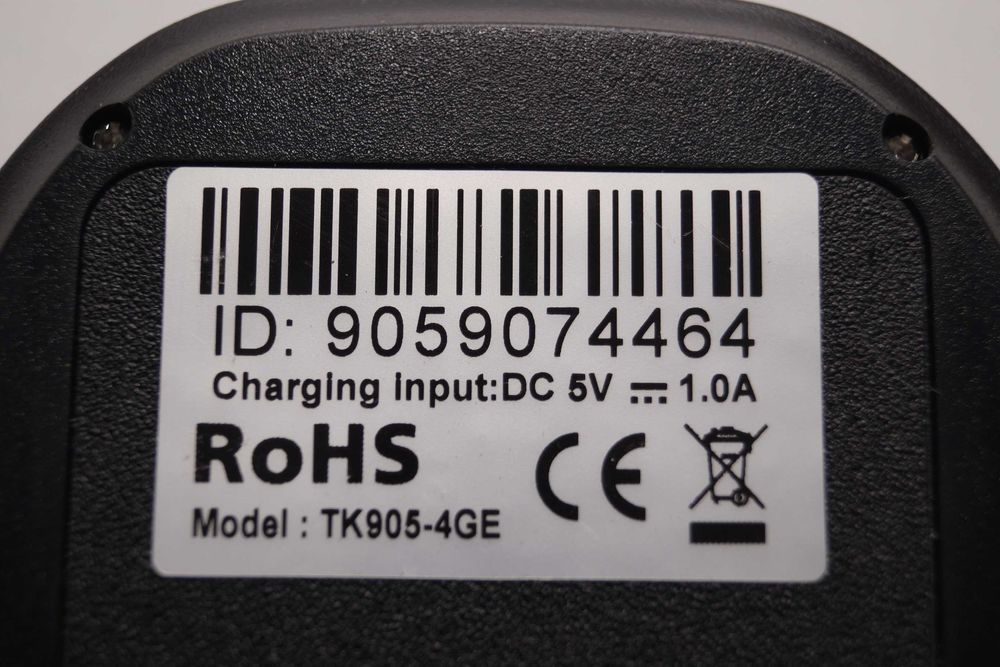 ID: 9059074464
Charging input:DC 5V ⎓ 1.0A
RoHS
CE
Model : TK905-4GE